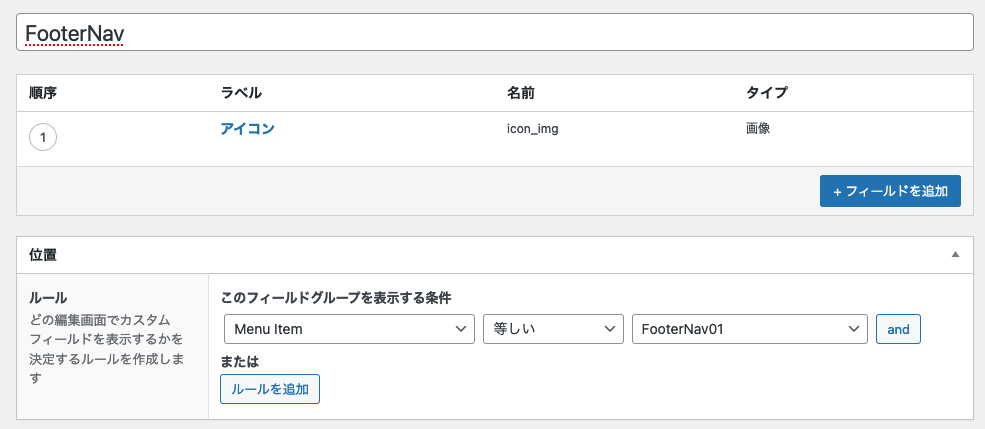 FooterNav
順序 ラベル 名前 タイプ
1 アイコン icon_img 画像
+ フィールドを追加
位置
ルール
どの編集画面でカスタム
フィールドを表示するかを
決定するルールを作成しま
す
このフィールドグループを表示する条件
Menu Item 等しい FooterNav01 and
または
ルールを追加